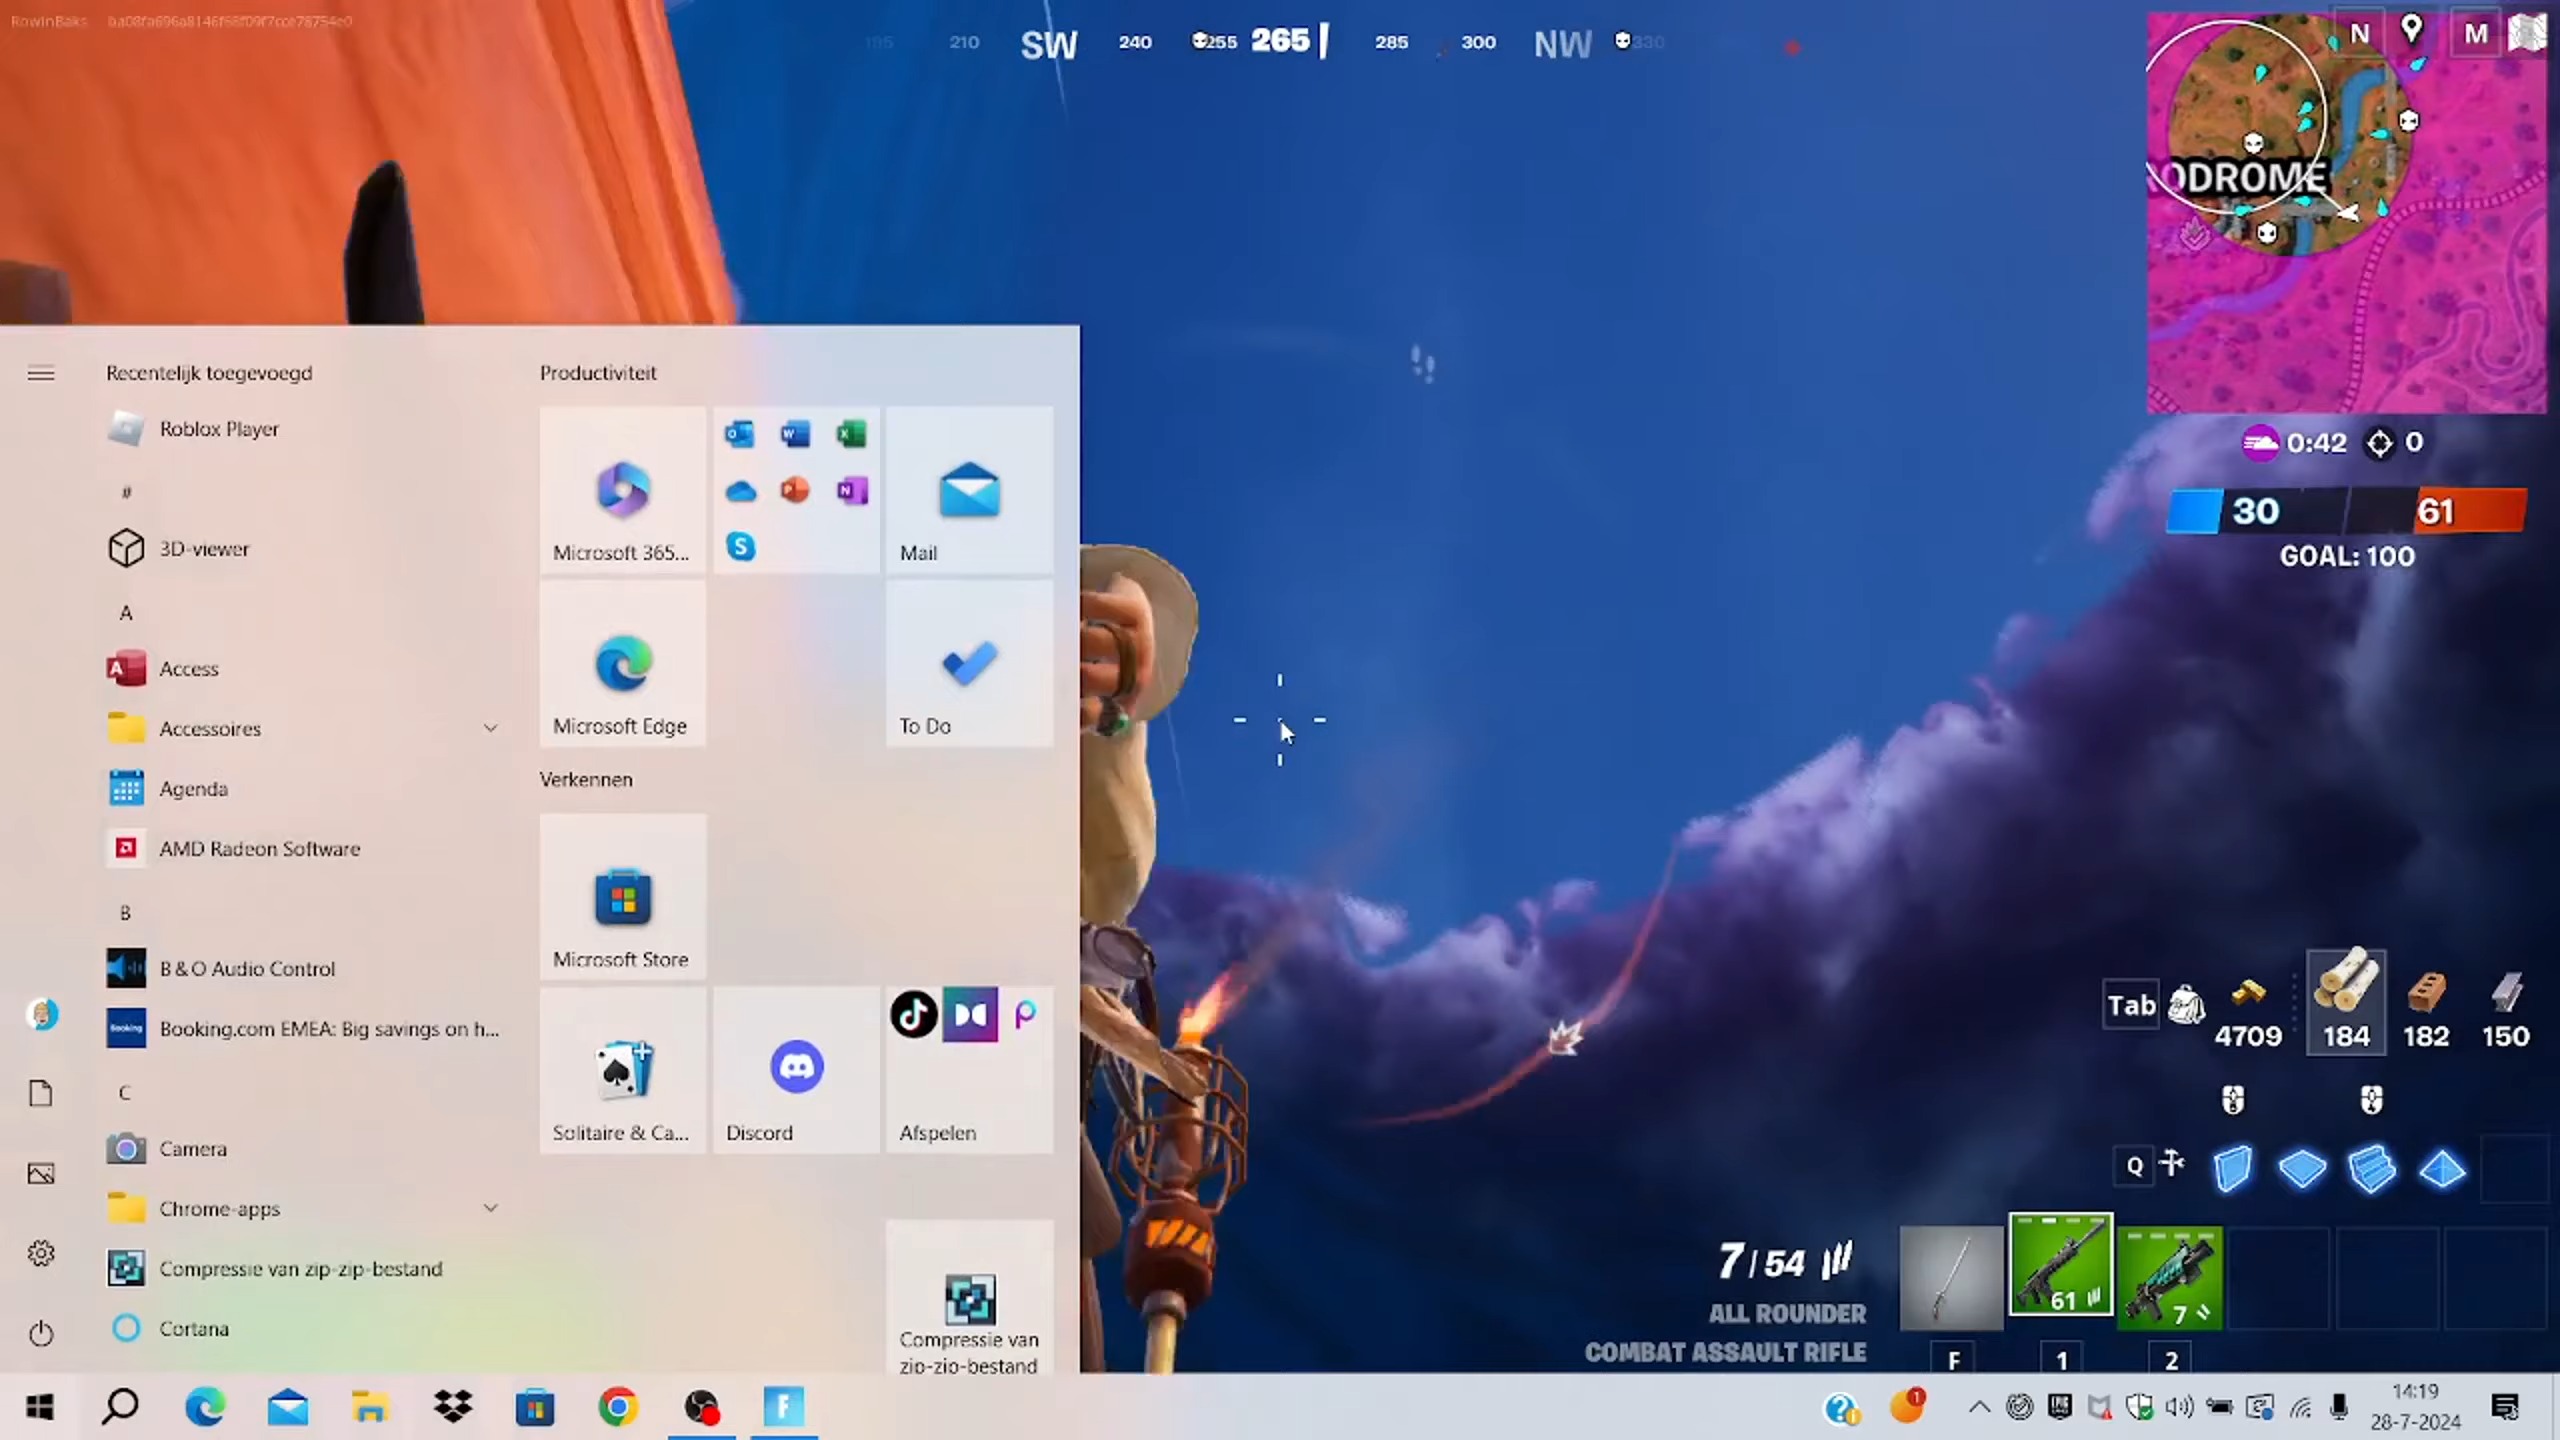 RowinBaks
195 210 SW 240 255 265 285 300 NW 330
N M
RODROME
0:42 0
30 61
GOAL: 100
Recentelijk toegevoegd
Roblox Player
#
3D-viewer
A
Access
Accessoires
Agenda
AMD Radeon Software
B
B&O Audio Control
Booking.com EMEA: Big savings on h...
C
Camera
Chrome-apps
Compressie van zip-zip-bestand
Cortana
Productiviteit
Microsoft 365...
Mail
Microsoft Edge
To Do
Verkennen
Microsoft Store
Solitaire & Ca...
Discord
Afspelen
Compressie van
zip-zip-bestand
Tab
4709 184 182 150
Q
7/54
ALL ROUNDER
COMBAT ASSAULT RIFLE
61 7
F 1 2
14:19
28-7-2024